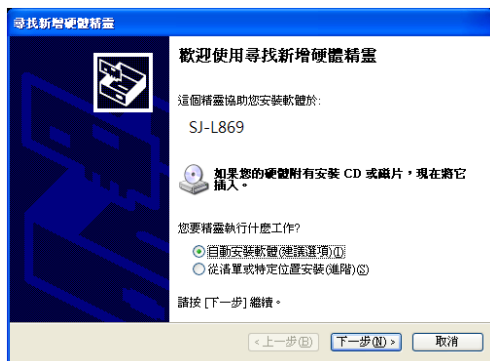 尋找新增硬體精靈
歡迎使用尋找新增硬體精靈
這個精靈協助您安裝軟體於:
SJ-L869
如果您的硬體附有安裝 CD 或磁片，現在將它
插入。
您要精靈執行什麼工作?
自動安裝軟體(建議選項)(I)
從清單或特定位置安裝(進階)(S)
請按 [下一步] 繼續。
<上一步(B)
下一步(N)>
取消